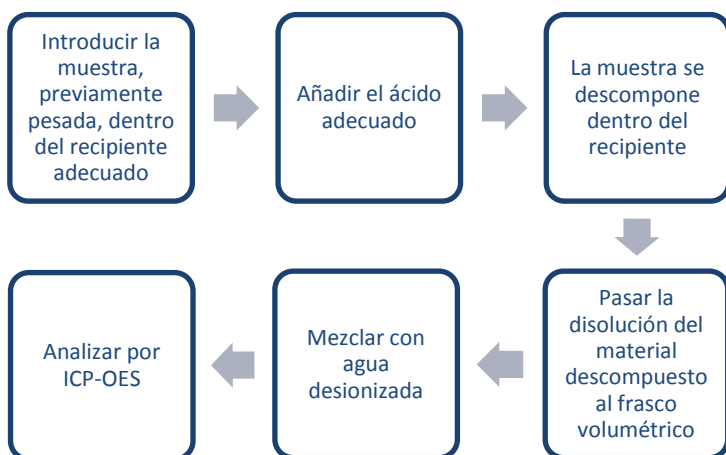 Introducir la
muestra,
previamente
pesada, dentro
del recipiente
adecuado
Añadir el ácido
adecuado
La muestra se
descompone
dentro del
recipiente
Pasar la
disolución del
material
descompuesto
al frasco
volumétrico
Mezclar con
agua
desionizada
Analizar por
ICP-OES